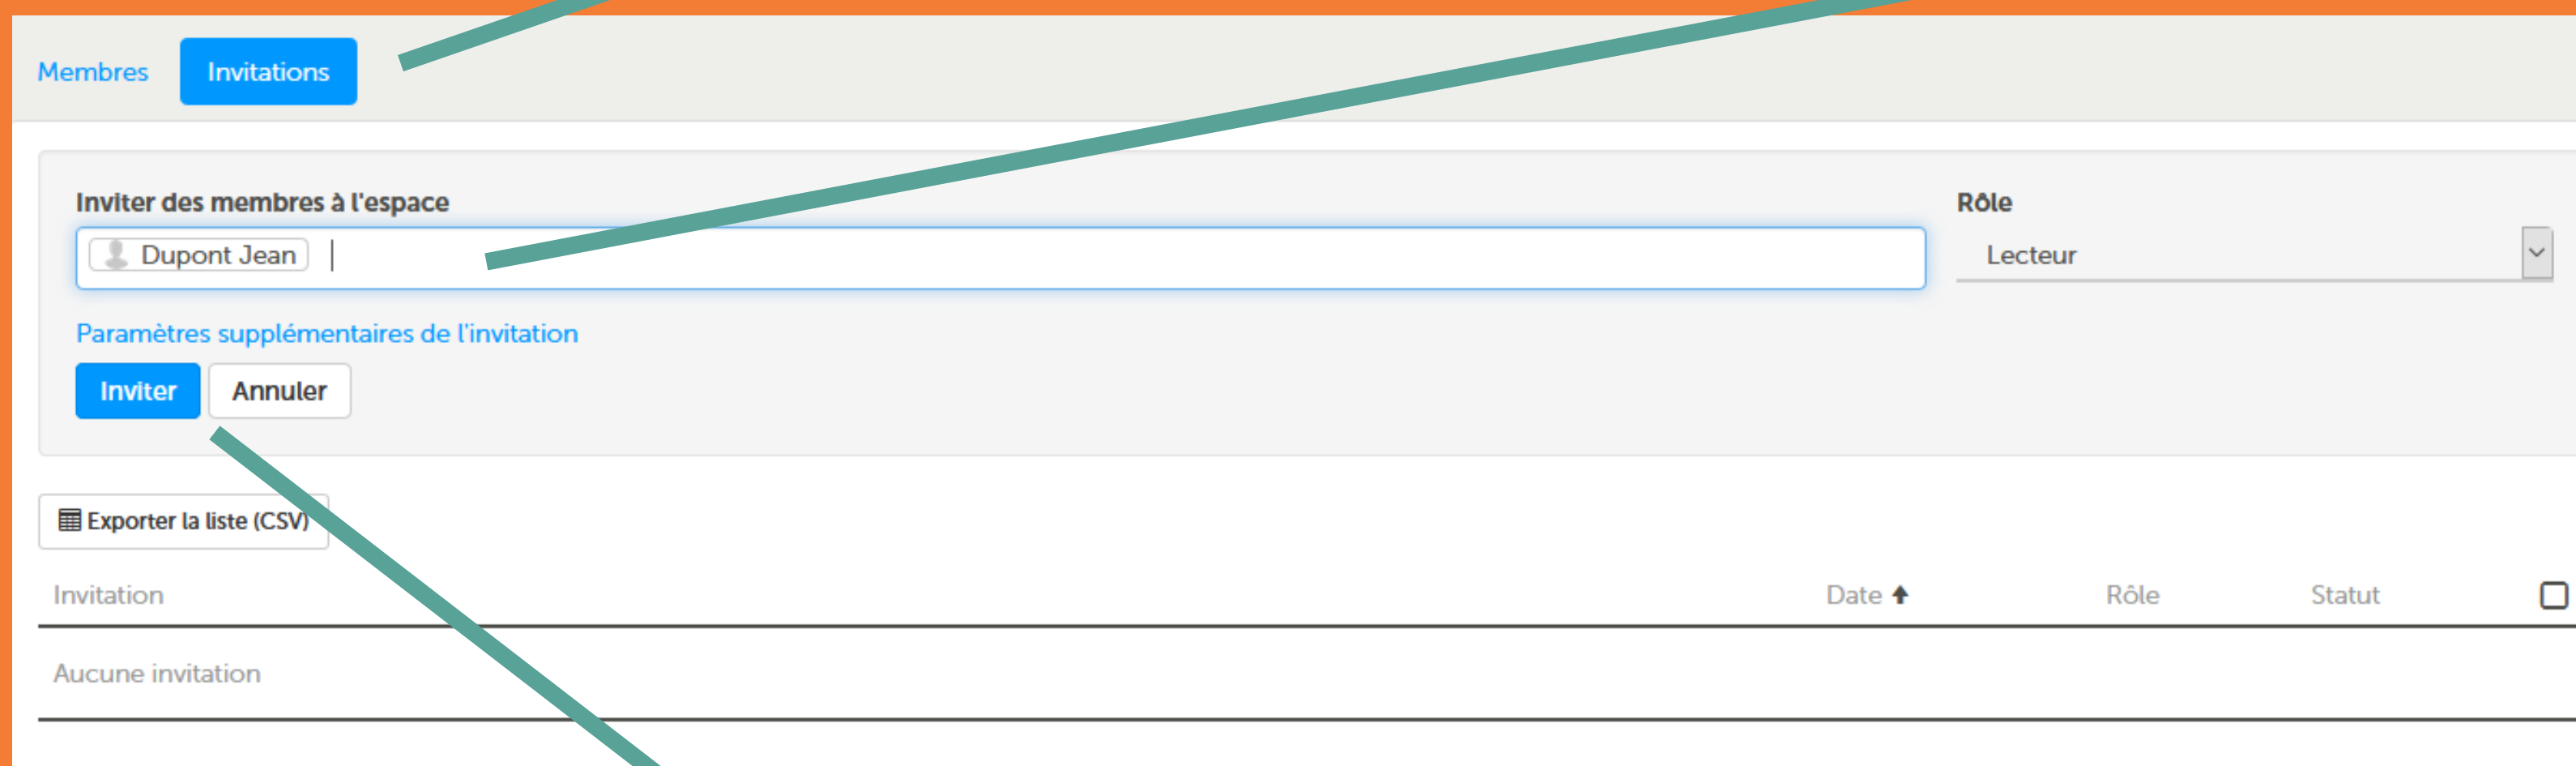 Membres Invitations
Inviter des membres à l'espace Rôle
Dupont Jean Lecteur
Paramètres supplémentaires de l'invitation
Inviter Annuler
Exporter la liste (CSV)
Invitation Date Rôle Statut
Aucune invitation